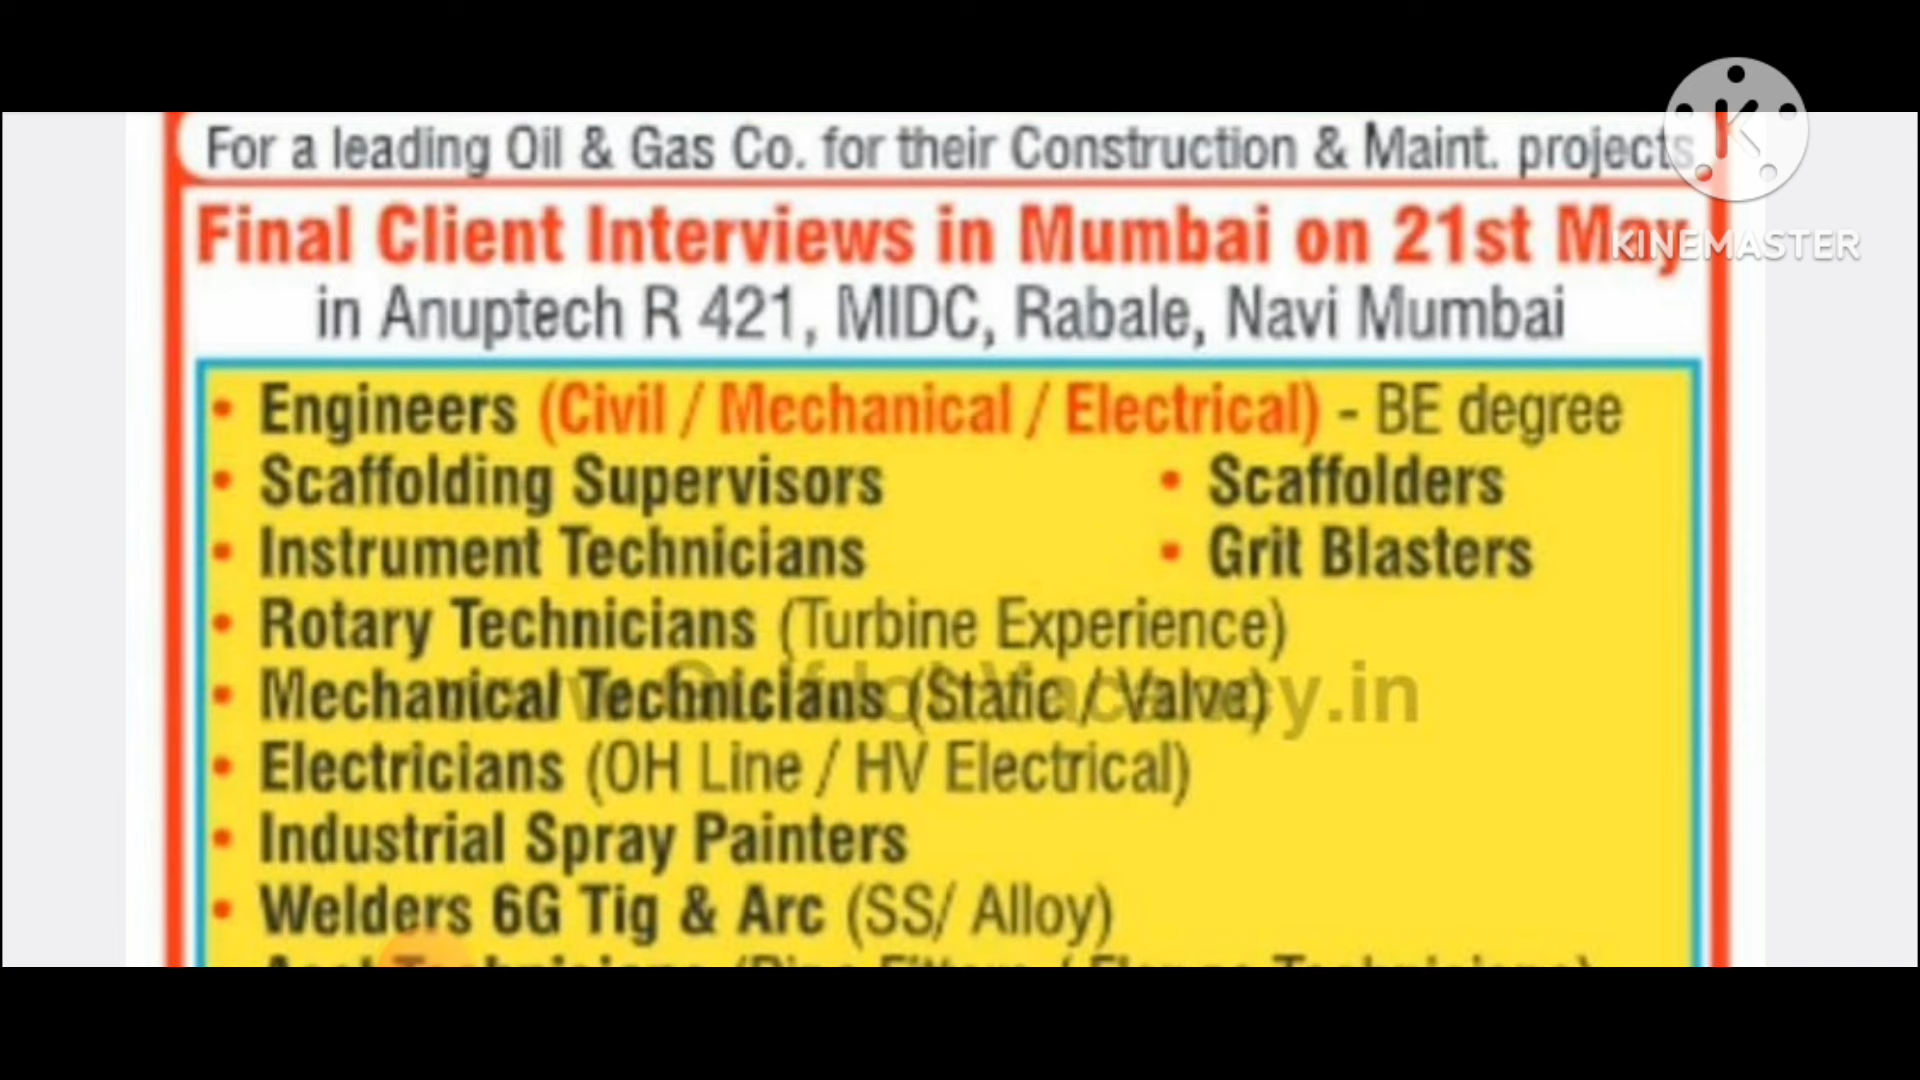 For a leading Oil & Gas Co. for their Construction & Maint. projects
Final Client Interviews in Mumbai on 21st May
KINEMASTER
in Anuptech R 421, MIDC, Rabale, Navi Mumbai
• Engineers (Civil / Mechanical / Electrical) - BE degree
• Scaffolding Supervisors • Scaffolders
• Instrument Technicians • Grit Blasters
• Rotary Technicians (Turbine Experience)
• Mechanical Technicians (Static / Valve)
• Electricians (OH Line / HV Electrical)
• Industrial Spray Painters
• Welders 6G Tig & Arc (SS/ Alloy)